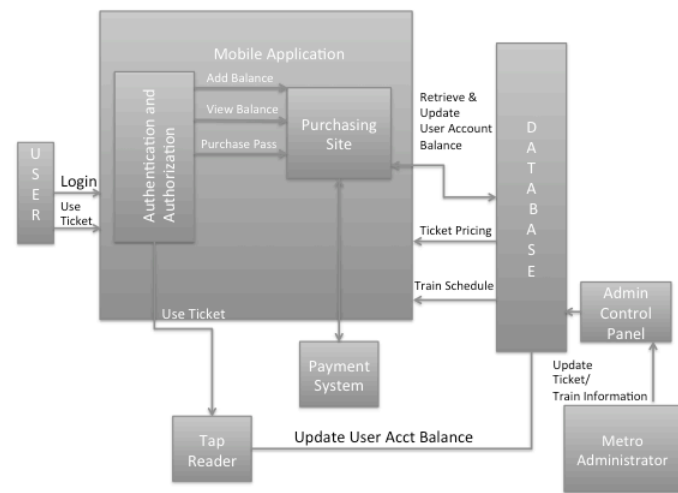 Mobile Application
Add Balance
View Balance
Purchase Pass
Authentication and
Authorization
Purchasing
Site
Retrieve &
Update
User Account
Balance
DATABASE
USER
Login
Use
Ticket
Ticket Pricing
Train Schedule
Use Ticket
Admin
Control
Panel
Payment
System
Update
Ticket/
Train Information
Tap
Reader
Update User Acct Balance
Metro
Administrator